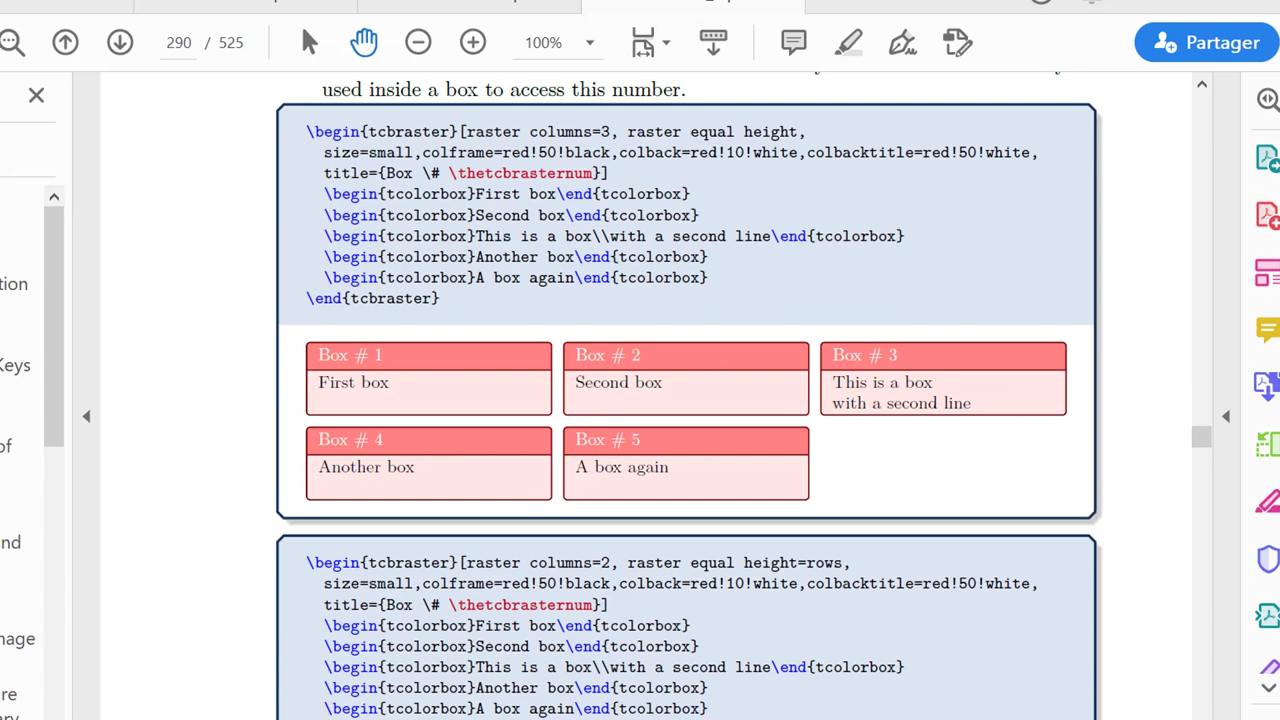 290 / 525
100%
Partager
used inside a box to access this number.
\begin{tcbraster}[raster columns=3, raster equal height,
size=small,colframe=red!50!black,colback=red!10!white,colbacktitle=red!50!white,
title={Box \# \thetcbrasternum}]
\begin{tcolorbox}First box\end{tcolorbox}
\begin{tcolorbox}Second box\end{tcolorbox}
\begin{tcolorbox}This is a box\\with a second line\end{tcolorbox}
\begin{tcolorbox}Another box\end{tcolorbox}
\begin{tcolorbox}A box again\end{tcolorbox}
\end{tcbraster}
Box # 1
First box
Box # 2
Second box
Box # 3
This is a box
with a second line
Box # 4
Another box
Box # 5
A box again
\begin{tcbraster}[raster columns=2, raster equal height=rows,
size=small,colframe=red!50!black,colback=red!10!white,colbacktitle=red!50!white,
title={Box \# \thetcbrasternum}]
\begin{tcolorbox}First box\end{tcolorbox}
\begin{tcolorbox}Second box\end{tcolorbox}
\begin{tcolorbox}This is a box\\with a second line\end{tcolorbox}
\begin{tcolorbox}Another box\end{tcolorbox}
\begin{tcolorbox}A box again\end{tcolorbox}
tion
Keys
of
nd
mage
re